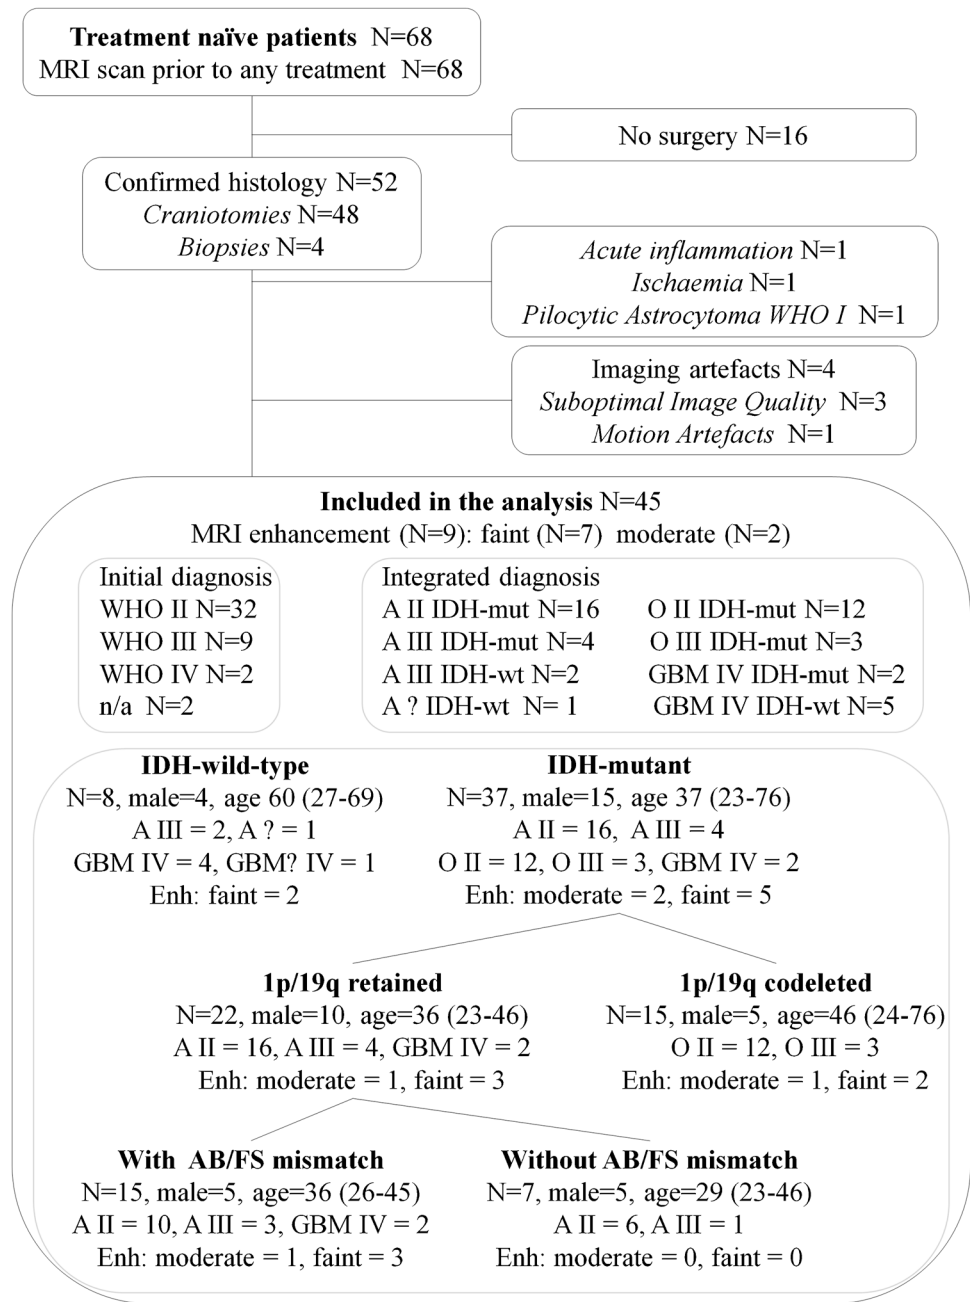 Treatment naïve patients N=68
MRI scan prior to any treatment N=68
No surgery N=16
Confirmed histology N=52
Craniotomies N=48
Biopsies N=4
Acute inflammation N=1
Ischaemia N=1
Pilocytic Astrocytoma WHO I N=1
Imaging artefacts N=4
Suboptimal Image Quality N=3
Motion Artefacts N=1
Included in the analysis N=45
MRI enhancement (N=9): faint (N=7) moderate (N=2)
Initial diagnosis
WHO II N=32
WHO III N=9
WHO IV N=2
n/a N=2
Integrated diagnosis
A II IDH-mut N=16
A III IDH-mut N=4
A III IDH-wt N=2
A ? IDH-wt N= 1
O II IDH-mut N=12
O III IDH-mut N=3
GBM IV IDH-mut N=2
GBM IV IDH-wt N=5
IDH-wild-type
N=8, male=4, age 60 (27-69)
A III = 2, A ? = 1
GBM IV = 4, GBM? IV = 1
Enh: faint = 2
IDH-mutant
N=37, male=15, age 37 (23-76)
A II = 16, A III = 4
O II = 12, O III = 3, GBM IV = 2
Enh: moderate = 2, faint = 5
1p/19q retained
N=22, male=10, age=36 (23-46)
A II = 16, A III = 4, GBM IV = 2
Enh: moderate = 1, faint = 3
1p/19q codeleted
N=15, male=5, age=46 (24-76)
O II = 12, O III = 3
Enh: moderate = 1, faint = 2
With AB/FS mismatch
N=15, male=5, age=36 (26-45)
A II = 10, A III = 3, GBM IV = 2
Enh: moderate = 1, faint = 3
Without AB/FS mismatch
N=7, male=5, age=29 (23-46)
A II = 6, A III = 1
Enh: moderate = 0, faint = 0